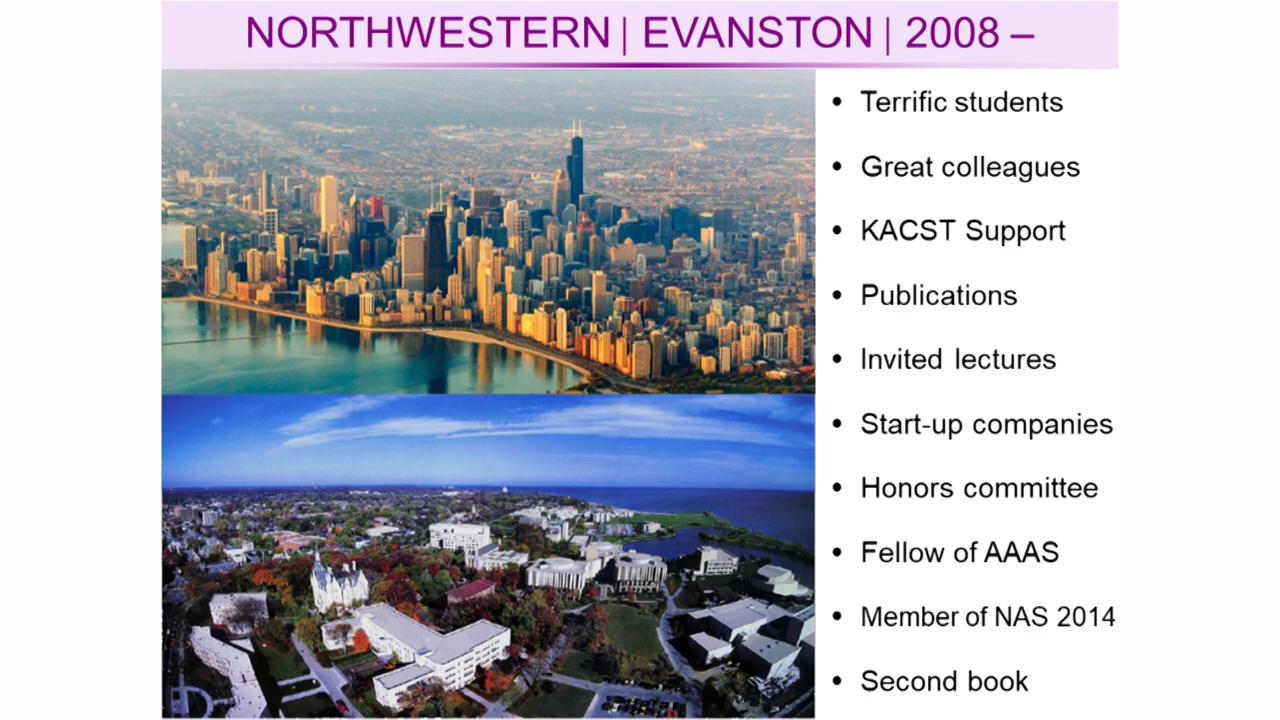 NORTHWESTERN | EVANSTON | 2008 –
• Terrific students
• Great colleagues
• KACST Support
• Publications
• Invited lectures
• Start-up companies
• Honors committee
• Fellow of AAAS
• Member of NAS 2014
• Second book